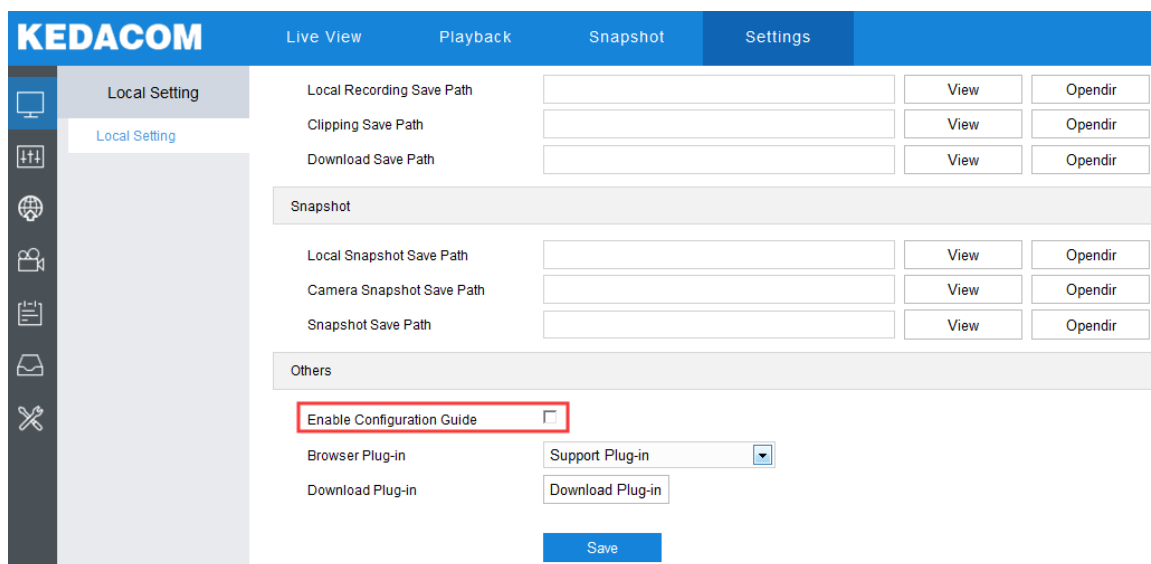 KEDACOM Live View Playback Snapshot Settings
Local Setting
Local Setting
Local Recording Save Path View Opendir
Clipping Save Path View Opendir
Download Save Path View Opendir
Snapshot
Local Snapshot Save Path View Opendir
Camera Snapshot Save Path View Opendir
Snapshot Save Path View Opendir
Others
Enable Configuration Guide
Browser Plug-in Support Plug-in
Download Plug-in Download Plug-in
Save